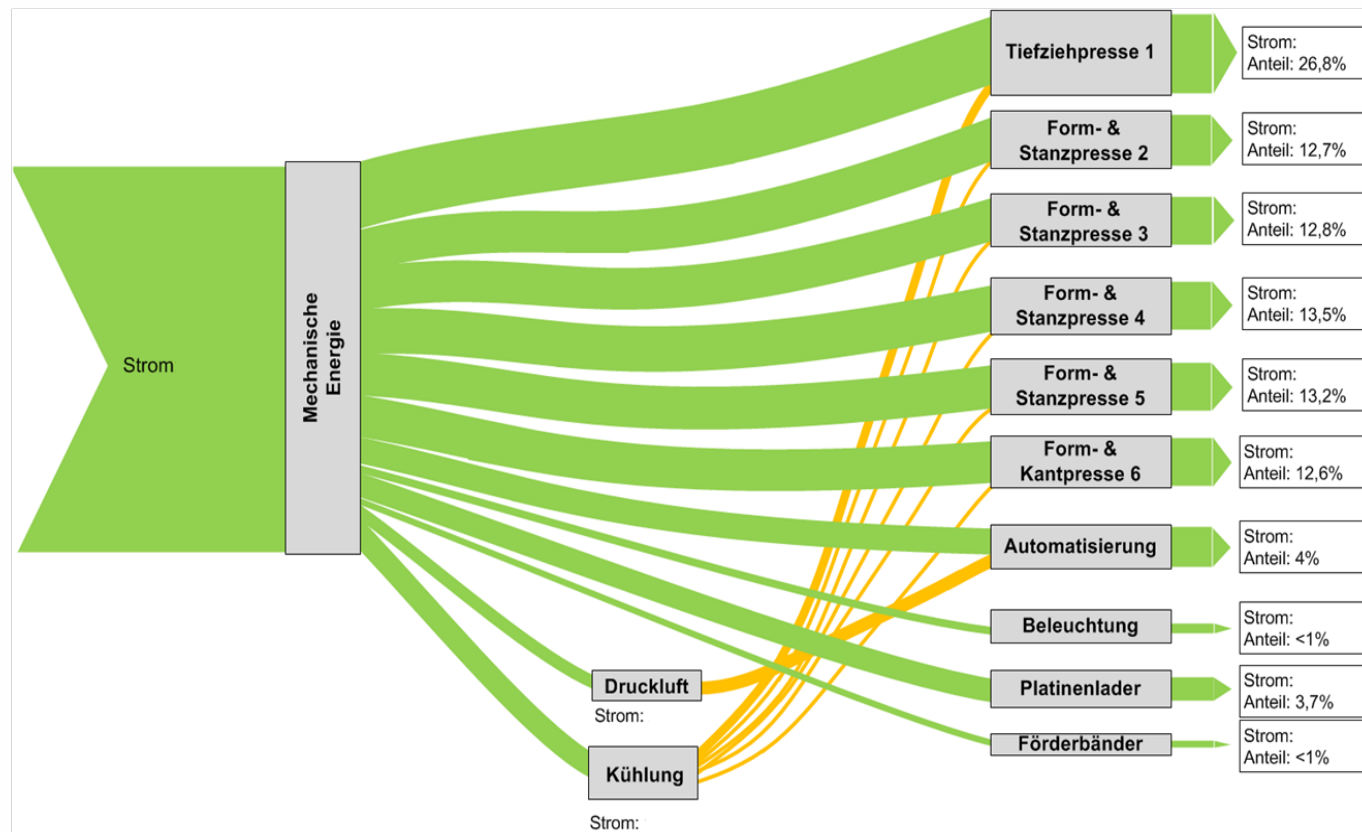 Strom
Mechanische
Energie
Tiefziehpresse 1
Strom:
Anteil: 26,8%
Form- &
Stanzpresse 2
Strom:
Anteil: 12,7%
Form- &
Stanzpresse 3
Strom:
Anteil: 12,8%
Form- &
Stanzpresse 4
Strom:
Anteil: 13,5%
Form- &
Stanzpresse 5
Strom:
Anteil: 13,2%
Form- &
Kantpresse 6
Strom:
Anteil: 12,6%
Automatisierung
Strom:
Anteil: 4%
Beleuchtung
Strom:
Anteil: <1%
Platinenlader
Strom:
Anteil: 3,7%
Förderbänder
Strom:
Anteil: <1%
Druckluft
Strom:
Kühlung
Strom: